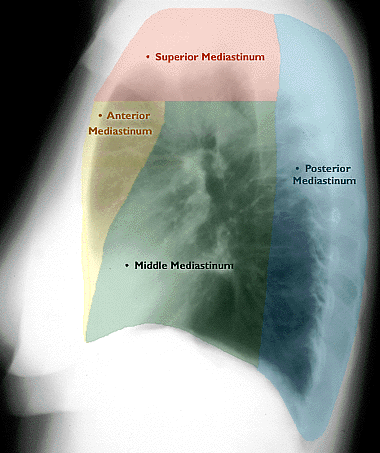 • Superior Mediastinum
• Anterior
Mediastinum
• Posterior
Mediastinum
• Middle Mediastinum